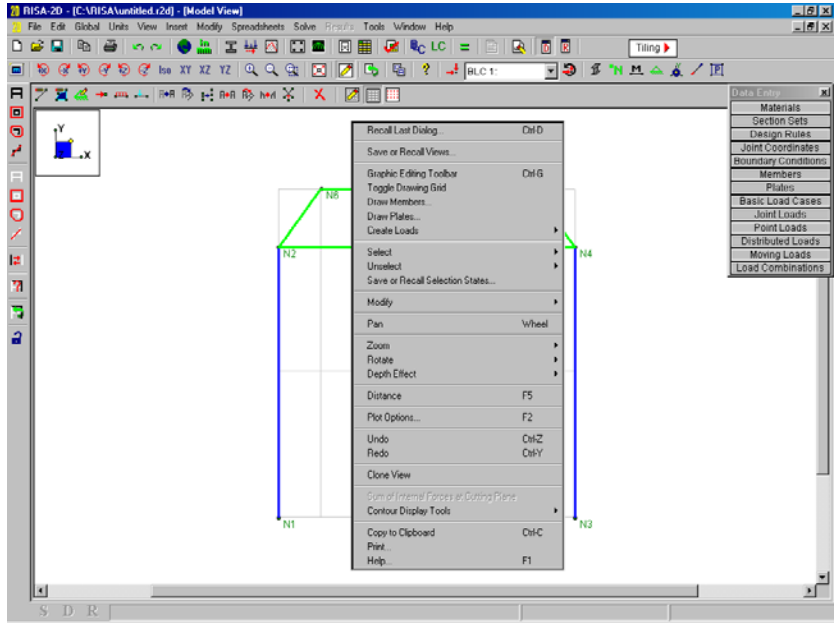 RISA-2D - [C:\RISA\untitled.r2d] - [Model View]
File Edit Global Units View Insert Modify Spreadsheets Solve Results Tools Window Help
LC
Tiling
Iso XY XZ YZ
BLC 1:
Data Entry
Materials
Section Sets
Design Rules
Joint Coordinates
Boundary Conditions
Members
Plates
Basic Load Cases
Joint Loads
Point Loads
Distributed Loads
Moving Loads
Load Combinations
Y
X
Recall Last Dialog... Ctrl-D
Save or Recall Views...
Graphic Editing Toolbar Ctrl-G
Toggle Drawing Grid
Draw Members...
Draw Plates...
Create Loads
Select
Unselect
Save or Recall Selection States...
Modify
Pan Wheel
Zoom
Rotate
Depth Effect
Distance F5
Plot Options... F2
Undo Ctrl-Z
Redo Ctrl-Y
Clone View
Sum of Internal Forces at Cutting Plane
Contour Display Tools
Copy to Clipboard Ctrl-C
Print...
Help... F1
N6
N2
N4
N1
N3
S D R